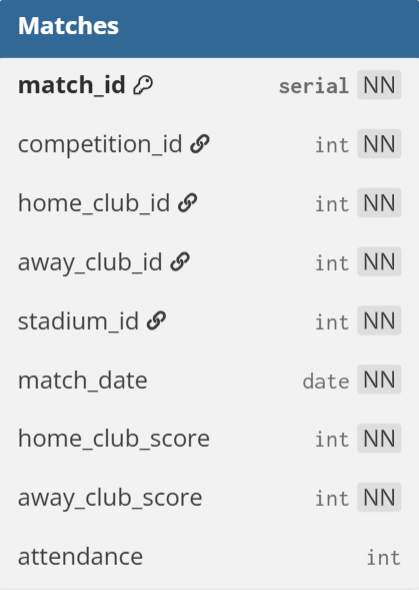 Matches
match_id serial NN
competition_id int NN
home_club_id int NN
away_club_id int NN
stadium_id int NN
match_date date NN
home_club_score int NN
away_club_score int NN
attendance int